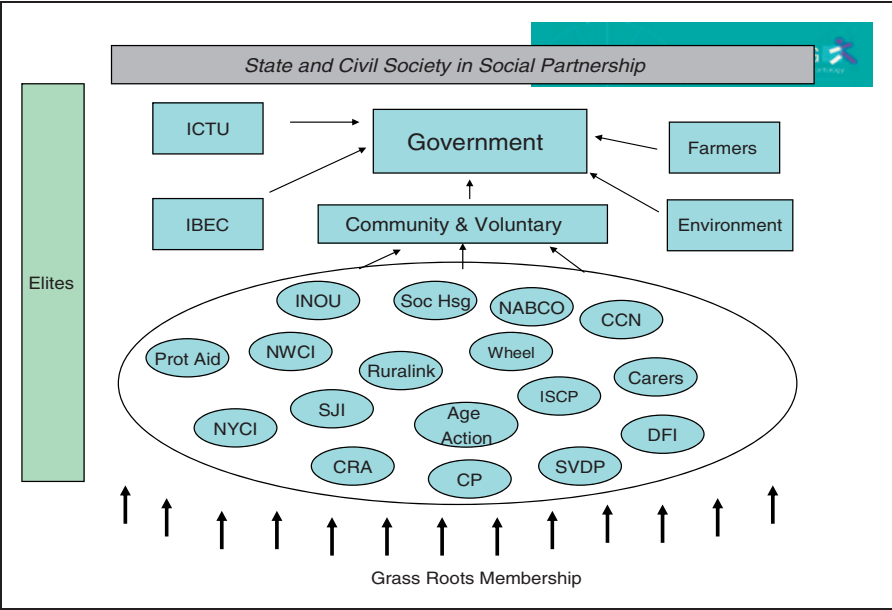 State and Civil Society in Social Partnership
ICTU
Government
Farmers
IBEC
Community & Voluntary
Environment
Elites
INOU
Soc Hsg
NABCO
CCN
Prot Aid
NWCI
Ruralink
Wheel
Carers
ISCP
NYCI
SJI
Age
Action
DFI
CRA
CP
SVDP
Grass Roots Membership